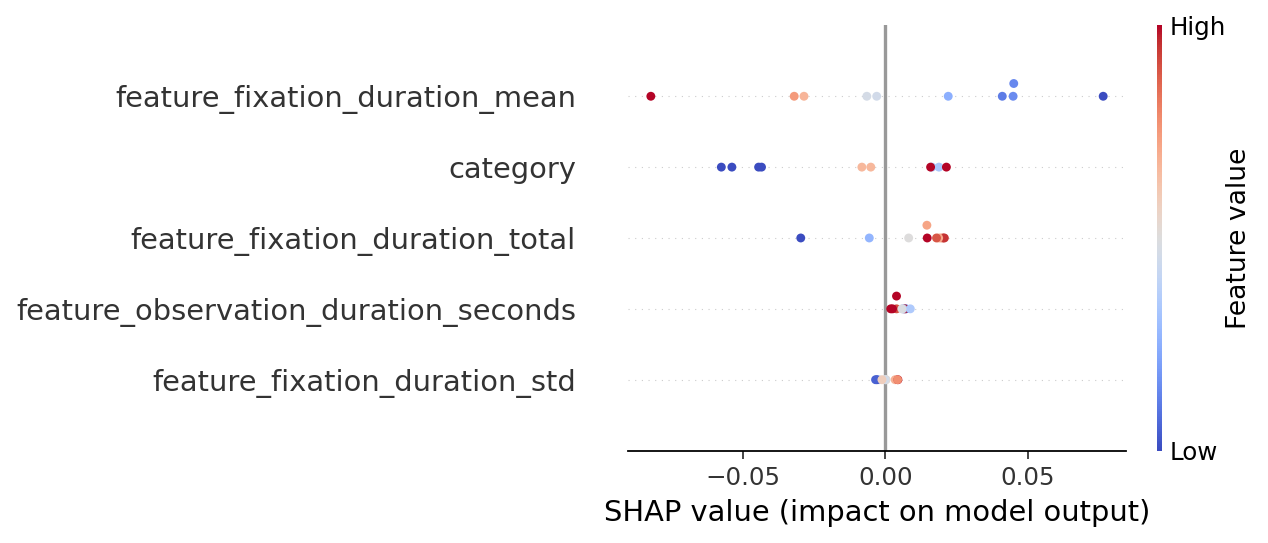 High
feature_fixation_duration_mean
category
feature_fixation_duration_total
feature_observation_duration_seconds
feature_fixation_duration_std
Feature value
Low
−0.05 0.00 0.05
SHAP value (impact on model output)